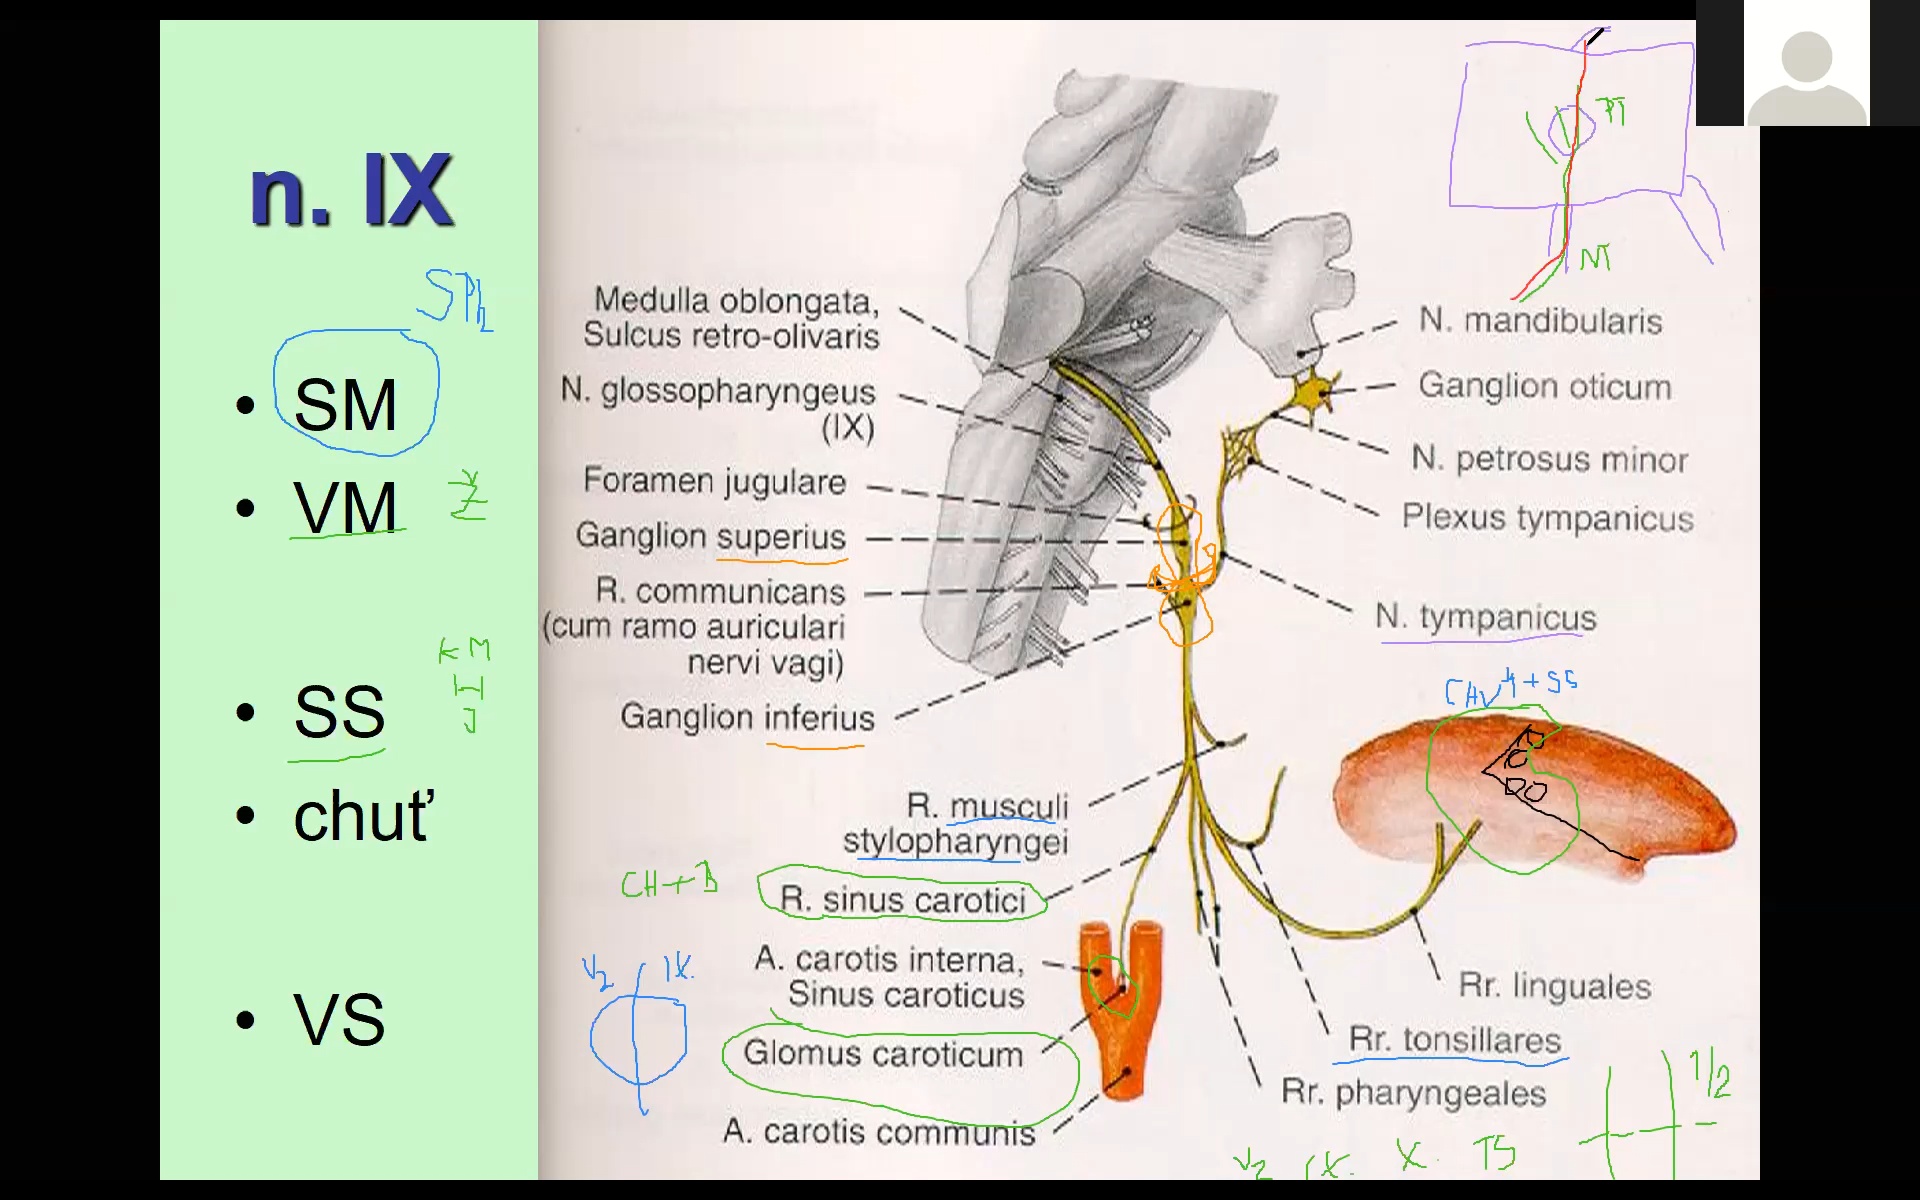 n. IX
SPh
• SM
• VM Ž
K M
H
J
• SS
• chuť
• VS
Medulla oblongata,
Sulcus retro-olivaris
N. glossopharyngeus
(IX)
Foramen jugulare
Ganglion superius
R. communicans
(cum ramo auriculari
nervi vagi)
Ganglion inferius
R. musculi
stylopharyngei
CH+B
R. sinus carotici
V2 IX.
A. carotis interna,
Sinus caroticus
Glomus caroticum
A. carotis communis
PT
NT
N. mandibularis
Ganglion oticum
N. petrosus minor
Plexus tympanicus
N. tympanicus
+ SS
Rr. linguales
Rr. tonsillares
Rr. pharyngeales
1/2
V2 IX. X. TS